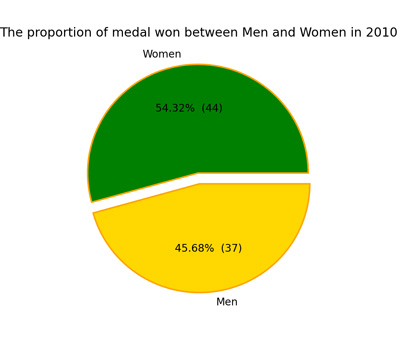 The proportion of medal won between Men and Women in 2010
Women
54.32% (44)
45.68% (37)
Men